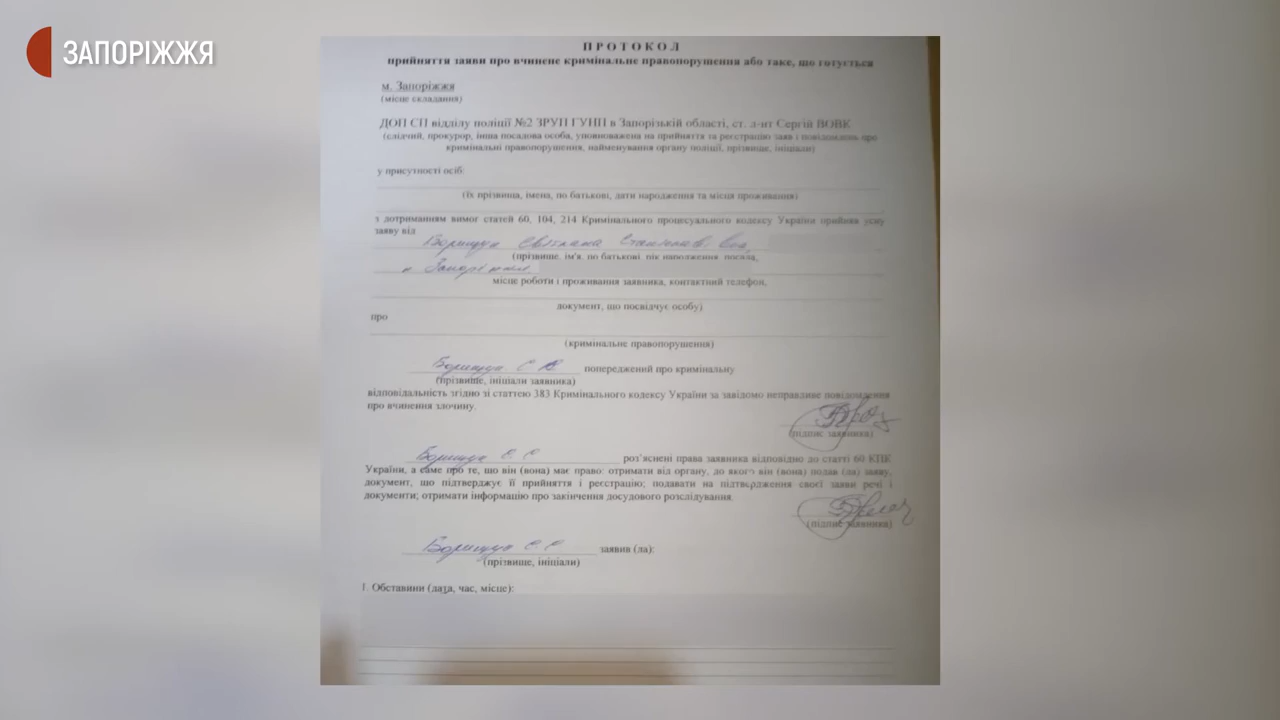 ЗАПОРІЖЖЯ
ПРОТОКОЛ
прийняття заяви про вчинене кримінальне правопорушення або таке, що готується
м. Запоріжжя
(місце складання)
ДОП СП відділу поліції №2 ЗРУП ГУНП в Запорізькій області, ст. л-нт Сергій ВОВК
(слідчий, прокурор, інша посадова особа, уповноважена на прийняття та реєстрацію заяв і повідомлень про
кримінальні правопорушення, найменування органу поліції, прізвище, ініціали)
у присутності осіб:
(їх прізвища, імена, по батькові, дати народження та місця проживання)
з дотриманням вимог статей 60, 104, 214 Кримінального процесуального кодексу України прийняв усну
заяву від
Борищук Світлана
(прізвище, ім'я, по батькові, рік народження, посада,
м Запоріжжя
місце роботи і проживання заявника, контактний телефон,
документ, що посвідчує особу)
про
(кримінальне правопорушення)
Борищук С попереджений про кримінальну
(прізвище, ініціали заявника)
відповідальність згідно зі статтею 383 Кримінального кодексу України за завідомо неправдиве повідомлення
про вчинення злочину.
(підпис заявника)
Борищук С С роз'яснені права заявника відповідно до статті 60 КПК
України, а саме про те, що він (вона) має право: отримати від органу, до якого він (вона) подав (ла) заяву,
документ, що підтверджує її прийняття і реєстрацію; подавати на підтвердження своєї заяви речі і
документи; отримати інформацію про закінчення досудового розслідування.
(підпис заявника)
Борищук С.С заявив (ла):
(прізвище, ініціали)
1. Обставини (дата, час, місце):